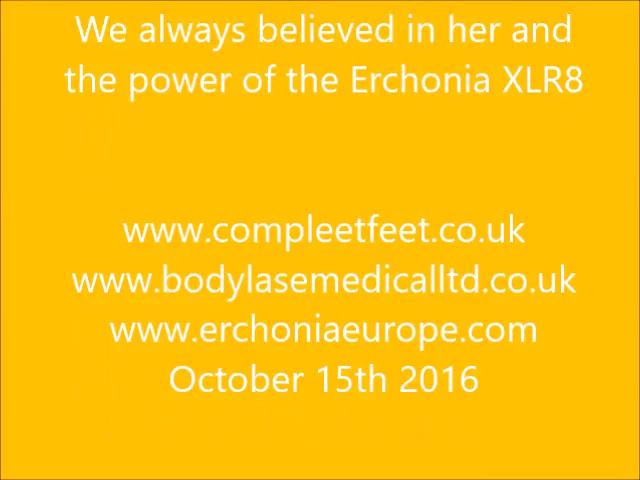 We always believed in her and
the power of the Erchonia XLR8
www.compleetfeet.co.uk
www.bodylasemedicalltd.co.uk
www.erchoniaeurope.com
October 15th 2016